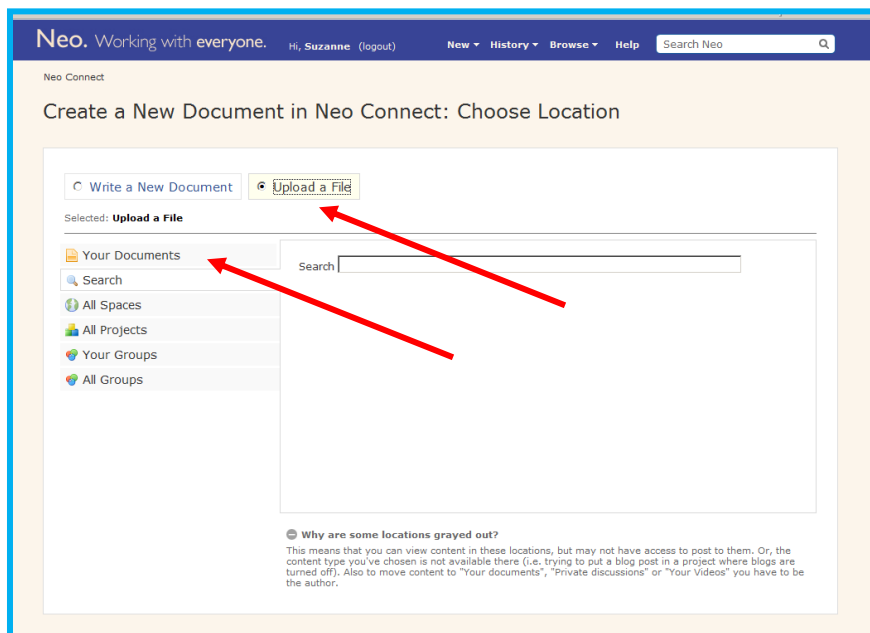 Neo. Working with everyone. Hi, Suzanne (logout) New History Browse Help Search Neo
Neo Connect
Create a New Document in Neo Connect: Choose Location
Write a New Document Upload a File
Selected: Upload a File
Your Documents
Search
All Spaces
All Projects
Your Groups
All Groups
Search
Why are some locations grayed out?
This means that you can view content in these locations, but may not have access to post to them. Or, the
content type you've chosen is not available there (i.e. trying to put a blog post in a project where blogs are
turned off). Also to move content to "Your documents", "Private discussions" or "Your Videos" you have to be
the author.